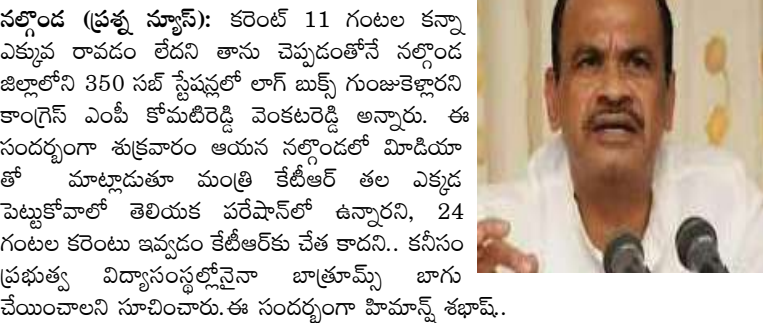 నల్గొండ (ప్రశ్న న్యూస్): కరెంట్ 11 గంటల కన్నా
ఎక్కువ రావడం లేదని తాను చెప్పడంతోనే నల్గొండ
జిల్లాలోని 350 సబ్ స్టేషన్లలో లాగ్ బుక్స్ గుంజుకెళ్లారని
కాంగ్రెస్ ఎంపీ కోమటిరెడ్డి వెంకటరెడ్డి అన్నారు. ఈ
సందర్భంగా శుక్రవారం ఆయన నల్గొండలో మీడియా
తో మాట్లాడుతూ మంత్రి కేటీఆర్ తల ఎక్కడ
పెట్టుకోవాలో తెలియక పరేషాన్‌లో ఉన్నారని, 24
గంటల కరెంటు ఇవ్వడం కేటీఆర్‌కు చేత కాదని.. కనీసం
ప్రభుత్వ విద్యాసంస్థల్లోనైనా బాత్రూమ్స్ బాగు
చేయించాలని సూచించారు.ఈ సందర్భంగా హిమాన్ష్ శభాష్..